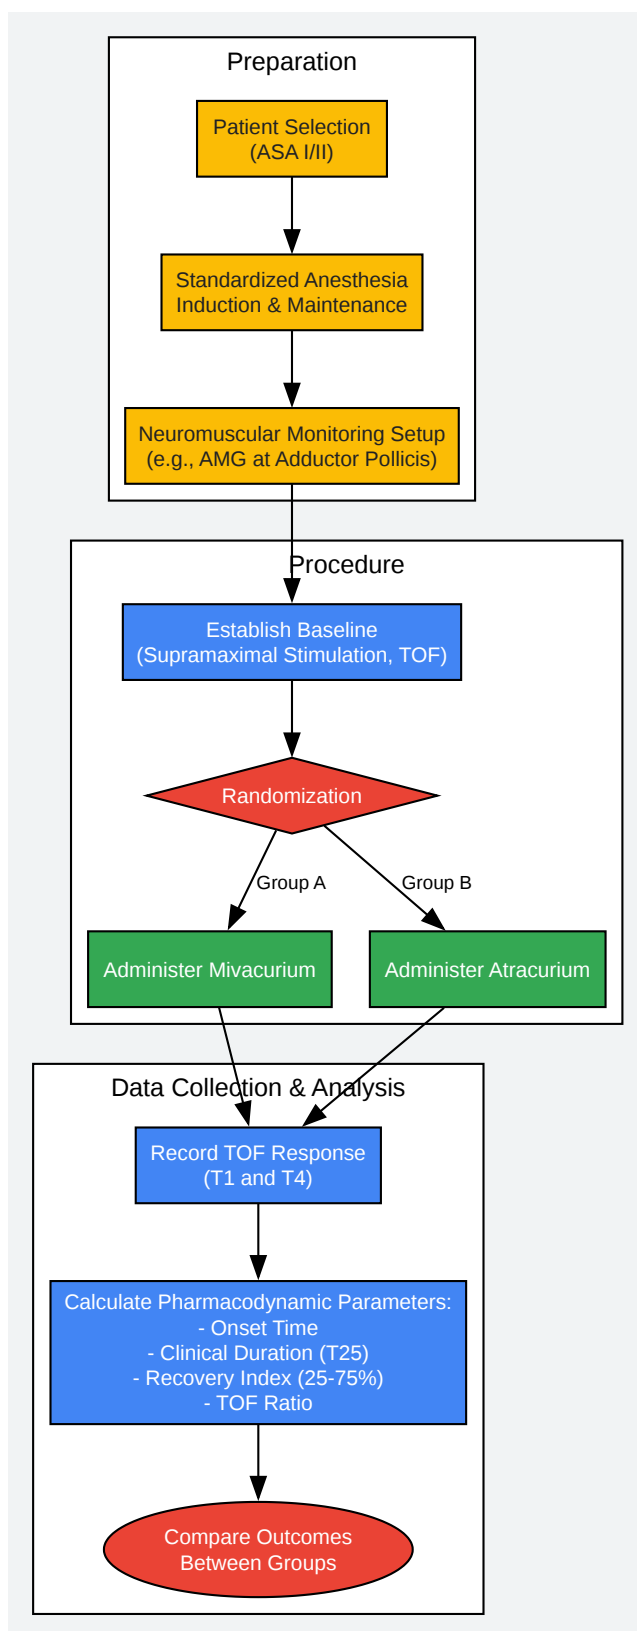 Preparation
Patient Selection
(ASA I/II)
Standardized Anesthesia
Induction & Maintenance
Neuromuscular Monitoring Setup
(e.g., AMG at Adductor Pollicis)
Procedure
Establish Baseline
(Supramaximal Stimulation, TOF)
Randomization
Group A
Group B
Administer Mivacurium
Administer Atracurium
Data Collection & Analysis
Record TOF Response
(T1 and T4)
Calculate Pharmacodynamic Parameters:
- Onset Time
- Clinical Duration (T25)
- Recovery Index (25-75%)
- TOF Ratio
Compare Outcomes
Between Groups